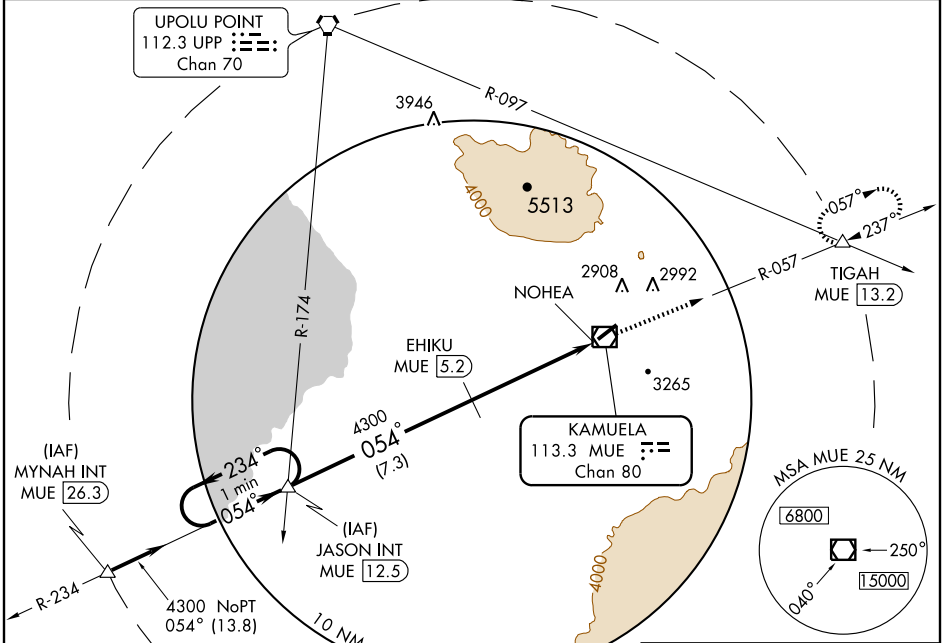 UPOLU POINT
112.3 UPP
Chan 70
3946
R-097
4000
5513
057°
237°
R-057
TIGAH
MUE 13.2
2908
2992
NOHEA
R-174
EHIKU
MUE 5.2
3265
4300
054°
(7.3)
KAMUELA
113.3 MUE
Chan 80
(IAF)
MYNAH INT
MUE 26.3
234°
1 min
054°
(IAF)
JASON INT
MUE 12.5
MSA MUE 25 NM
6800
250°
15000
040°
4000
R-234
4300 NoPT
054° (13.8)
10 NM